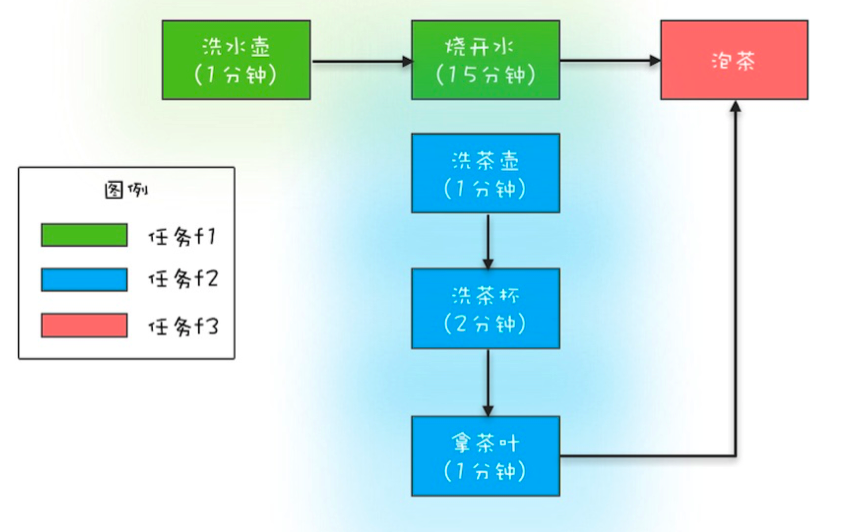 洗水壶
(1分钟)
烧开水
(15分钟)
泡茶
洗茶壶
(1分钟)
图例
任务f1
任务f2
任务f3
洗茶杯
(2分钟)
拿茶叶
(1分钟)